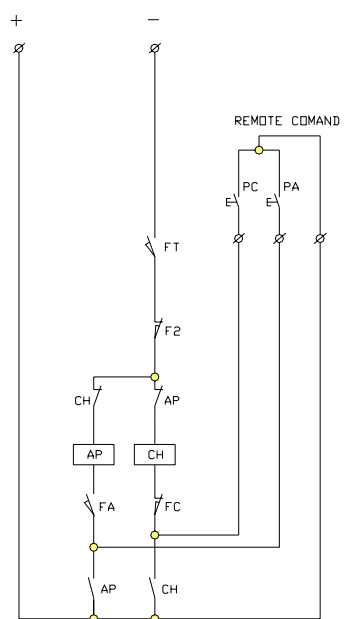 + −
REMOTE COMAND
PC PA
FT
F2
CH AP
AP CH
FA FC
AP CH